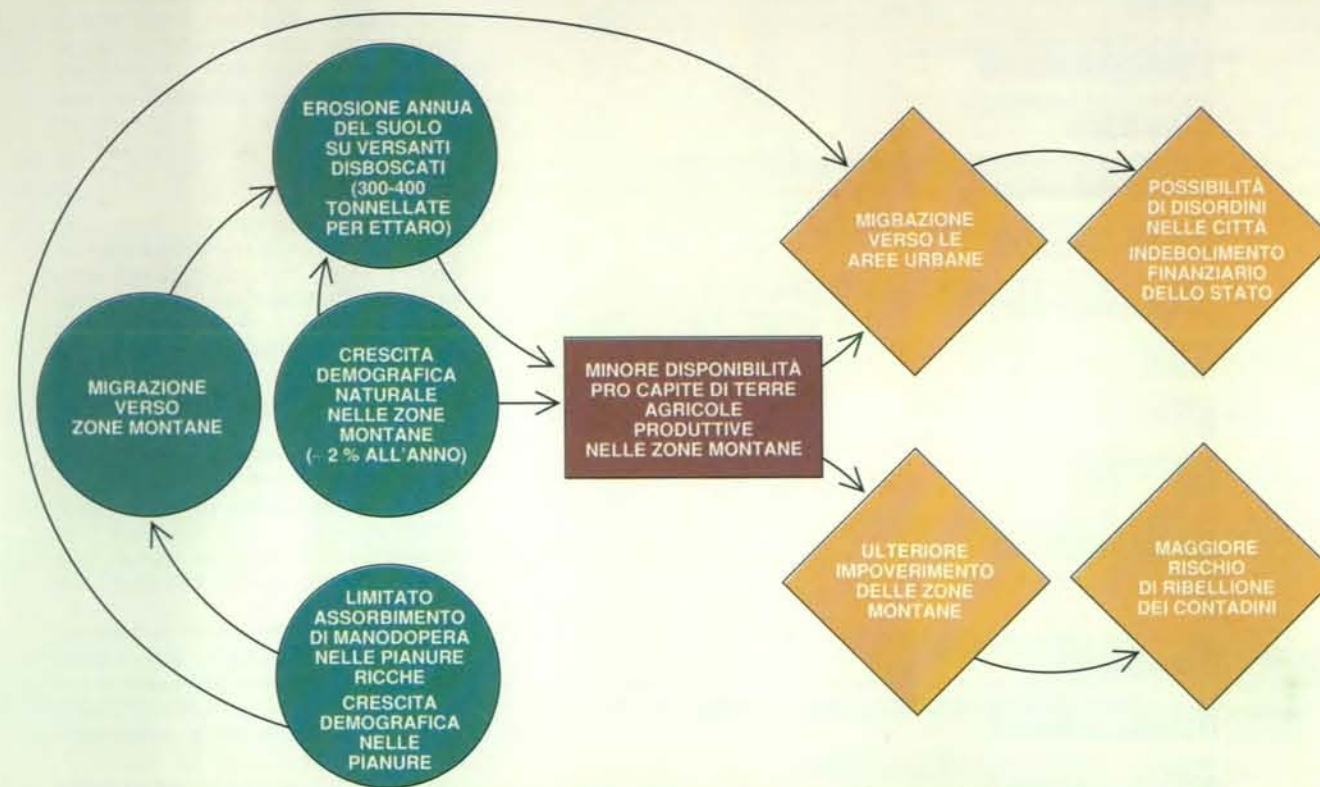 EROSIONE ANNUA
DEL SUOLO
SU VERSANTI
DISBOSCATI
(300-400
TONNELLATE
PER ETTARO)
MIGRAZIONE
VERSO
ZONE MONTANE
CRESCITA
DEMOGRAFICA
NATURALE
NELLE ZONE
MONTANE
(~ 2 % ALL'ANNO)
LIMITATO
ASSORBIMENTO
DI MANODOPERA
NELLE PIANURE
RICCHE
CRESCITA
DEMOGRAFICA
NELLE
PIANURE
MINORE DISPONIBILITÀ
PRO CAPITE DI TERRE
AGRICOLE
PRODUTTIVE
NELLE ZONE MONTANE
MIGRAZIONE
VERSO LE
AREE URBANE
POSSIBILITÀ
DI DISORDINI
NELLE CITTÀ
INDEBOLIMENTO
FINANZIARIO
DELLO STATO
ULTERIORE
IMPOVERIMENTO
DELLE ZONE
MONTANE
MAGGIORE
RISCHIO
DI RIBELLIONE
DEI CONTADINI